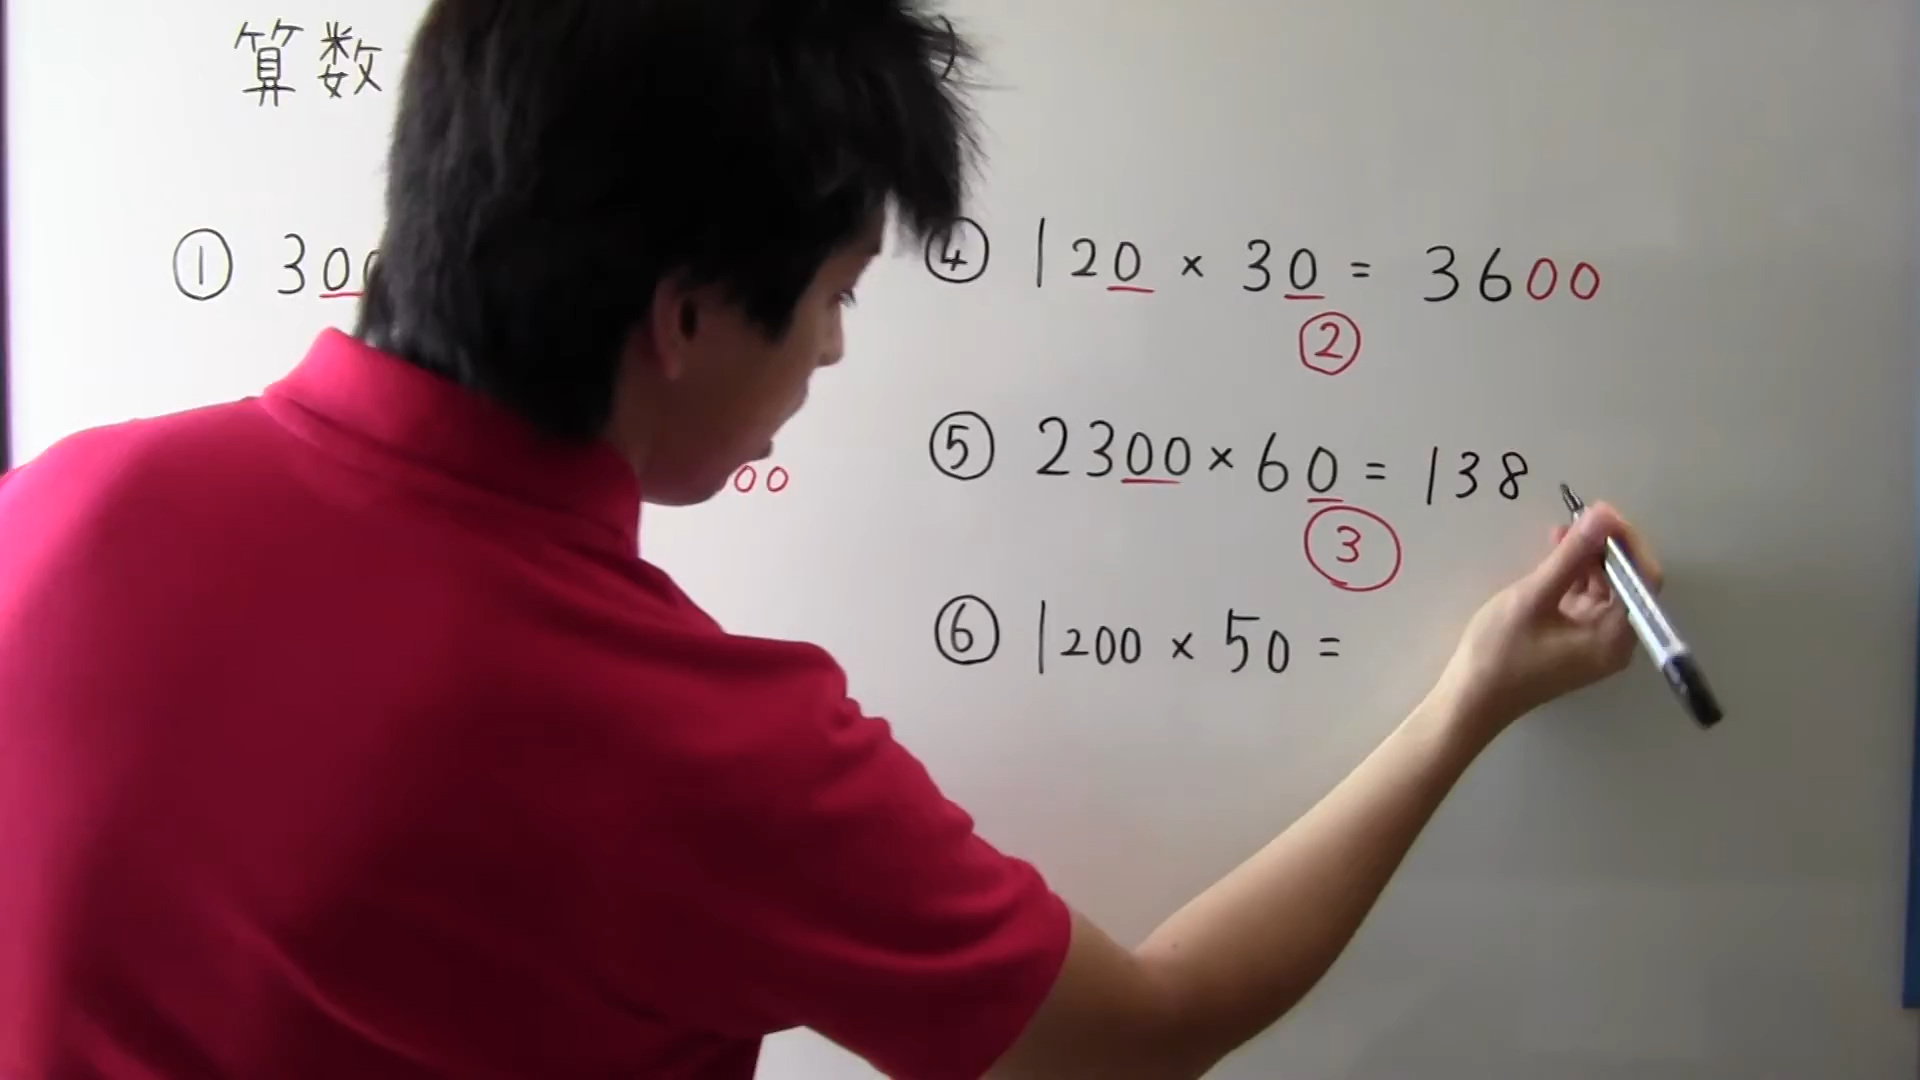 算数
① 300
00
④ 120 × 30 = 3600
②
⑤ 2300 × 60 = 138
③
⑥ 1200 × 50 =